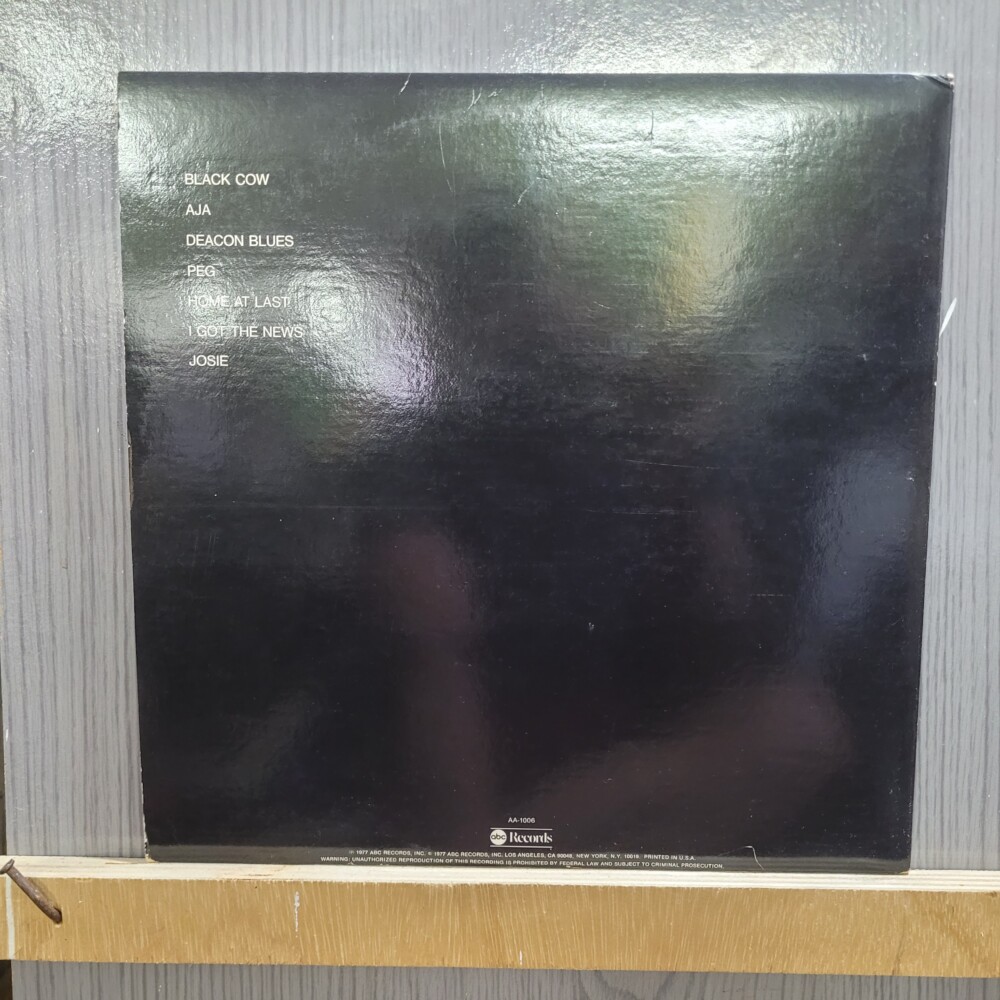 BLACK COW
AJA
DEACON BLUES
PEG
HOME AT LAST
I GOT THE NEWS
JOSIE
AA-1006
abc Records
℗ 1977 ABC RECORDS, INC. © 1977 ABC RECORDS, INC. LOS ANGELES, CA 90048, NEW YORK, N.Y. 10019. PRINTED IN U.S.A.
WARNING: UNAUTHORIZED REPRODUCTION OF THIS RECORDING IS PROHIBITED BY FEDERAL LAW AND SUBJECT TO CRIMINAL PROSECUTION.